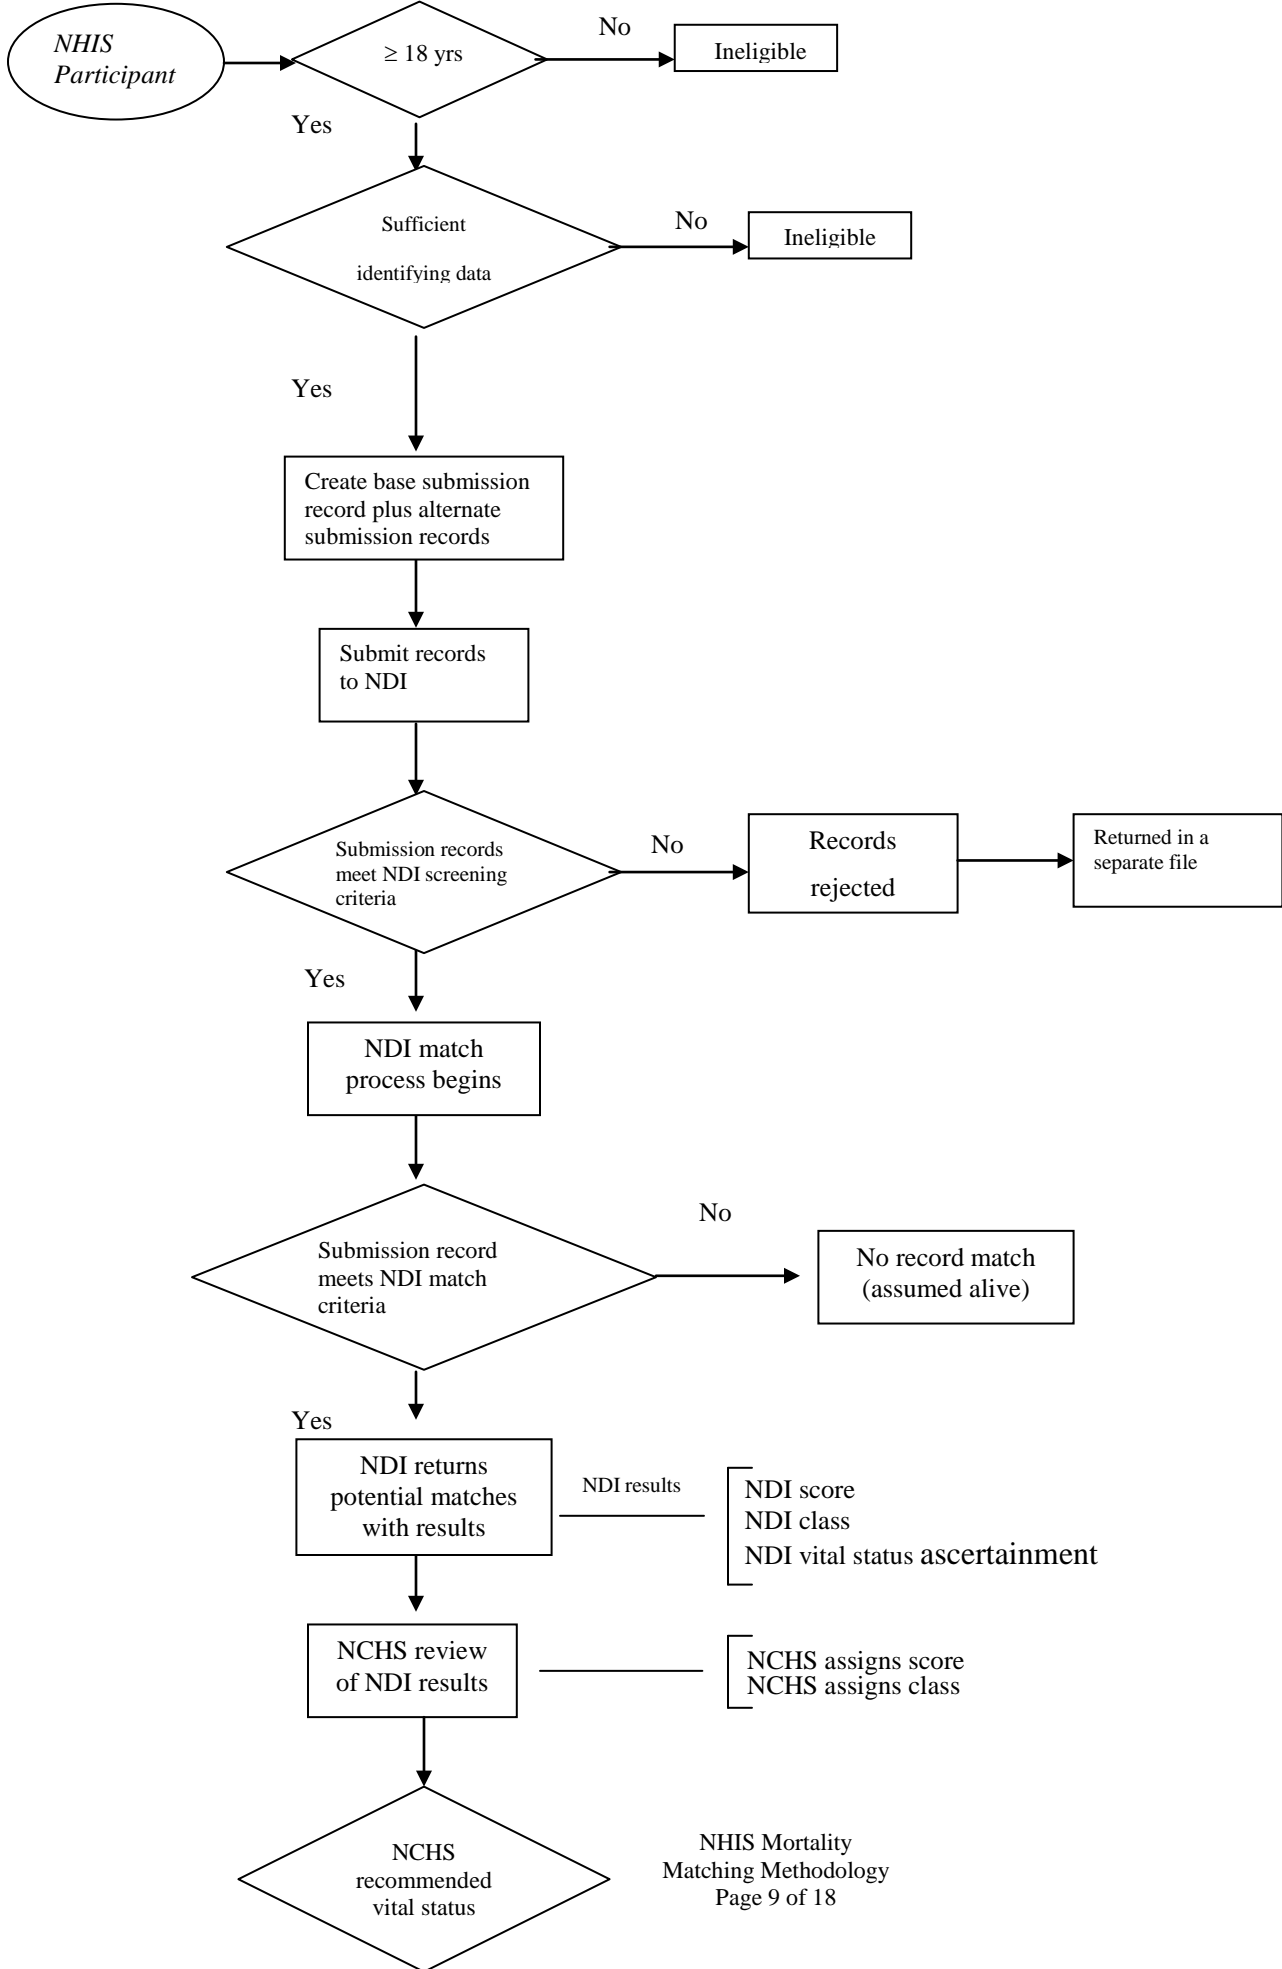 NHIS
Participant
≥ 18 yrs
No
Ineligible
Yes
Sufficient
identifying data
No
Ineligible
Yes
Create base submission
record plus alternate
submission records
Submit records
to NDI
Submission records
meet NDI screening
criteria
No
Records
rejected
Returned in a
separate file
Yes
NDI match
process begins
Submission record
meets NDI match
criteria
No
No record match
(assumed alive)
Yes
NDI returns
potential matches
with results
NDI results
NDI score
NDI class
NDI vital status ascertainment
NCHS review
of NDI results
NCHS assigns score
NCHS assigns class
NCHS
recommended
vital status
NHIS Mortality
Matching Methodology
Page 9 of 18